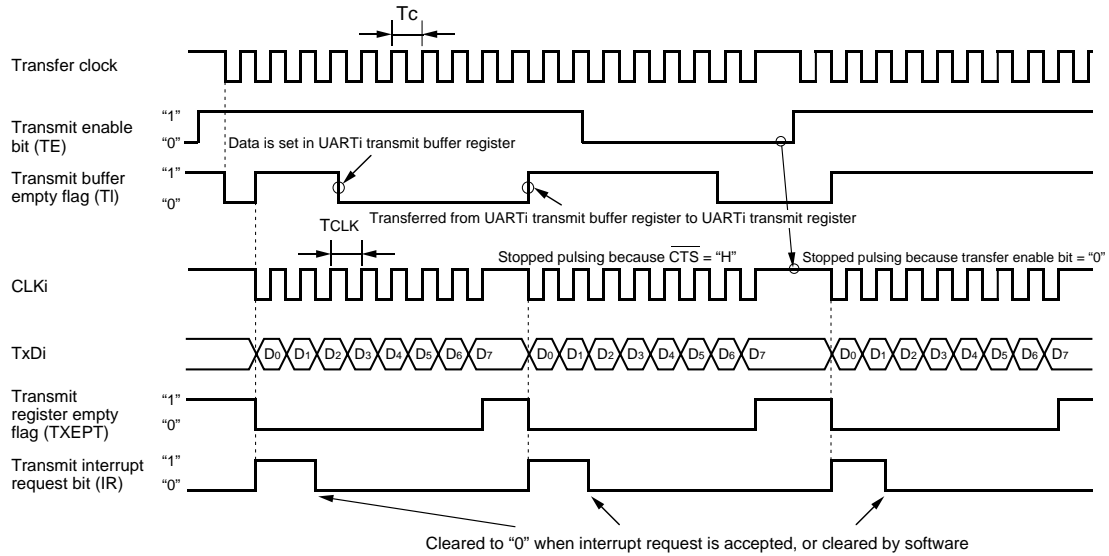 Tc
Transfer clock
Transmit enable
bit (TE)
“1”
“0”
Data is set in UARTi transmit buffer register
Transmit buffer
empty flag (Tl)
“1”
“0”
Transferred from UARTi transmit buffer register to UARTi transmit register
TCLK
Stopped pulsing because CTS = “H”
Stopped pulsing because transfer enable bit = “0”
CLKi
TxDi
D0 D1 D2 D3 D4 D5 D6 D7 D0 D1 D2 D3 D4 D5 D6 D7 D0 D1 D2 D3 D4 D5 D6 D7
Transmit
register empty
flag (TXEPT)
“1”
“0”
Transmit interrupt
request bit (IR)
“1”
“0”
Cleared to “0” when interrupt request is accepted, or cleared by software